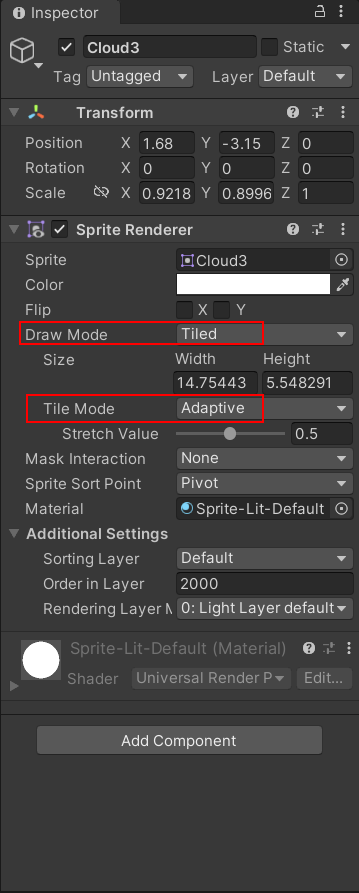 Inspector
Cloud3 Static
Tag Untagged Layer Default
Transform
Position X 1.68 Y -3.15 Z 0
Rotation X 0 Y 0 Z 0
Scale X 0.9218 Y 0.8996 Z 1
Sprite Renderer
Sprite Cloud3
Color
Flip X Y
Draw Mode Tiled
Size Width Height
14.75443 5.548291
Tile Mode Adaptive
Stretch Value 0.5
Mask Interaction None
Sprite Sort Point Pivot
Material Sprite-Lit-Default
Additional Settings
Sorting Layer Default
Order in Layer 2000
Rendering Layer M 0: Light Layer default
Sprite-Lit-Default (Material)
Shader Universal Render P Edit...
Add Component